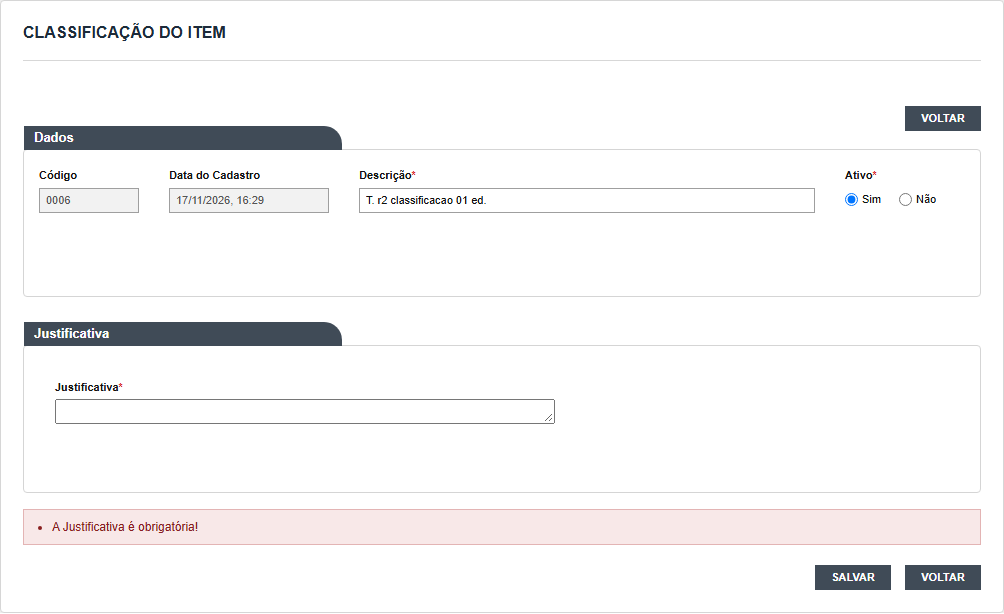 CLASSIFICAÇÃO DO ITEM
VOLTAR
Dados
Código Data do Cadastro Descrição* Ativo*
0006 17/11/2026, 16:29 T. r2 classificacao 01 ed. Sim Não
Justificativa
Justificativa*
A Justificativa é obrigatória!
SALVAR VOLTAR